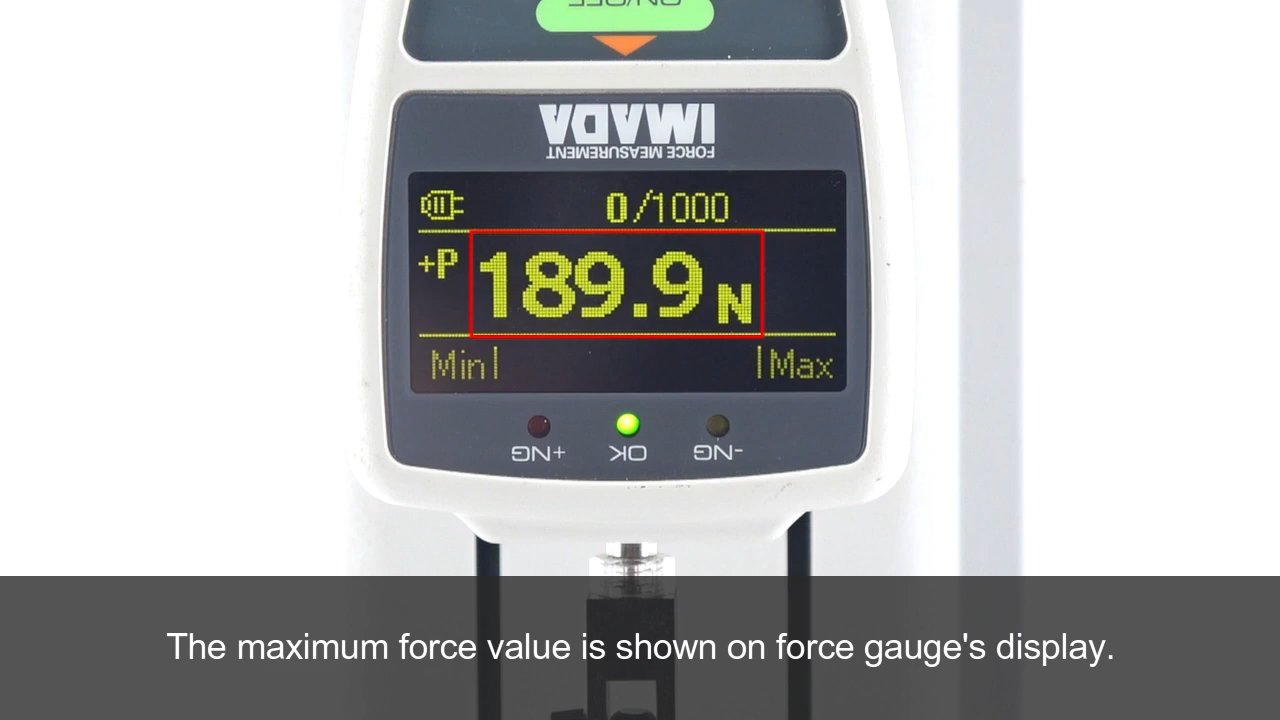 ON/OFF
IMADA
FORCE MEASUREMENT
0/1000
+P 189.9 N
Min Max
+NG OK -NG
The maximum force value is shown on force gauge's display.